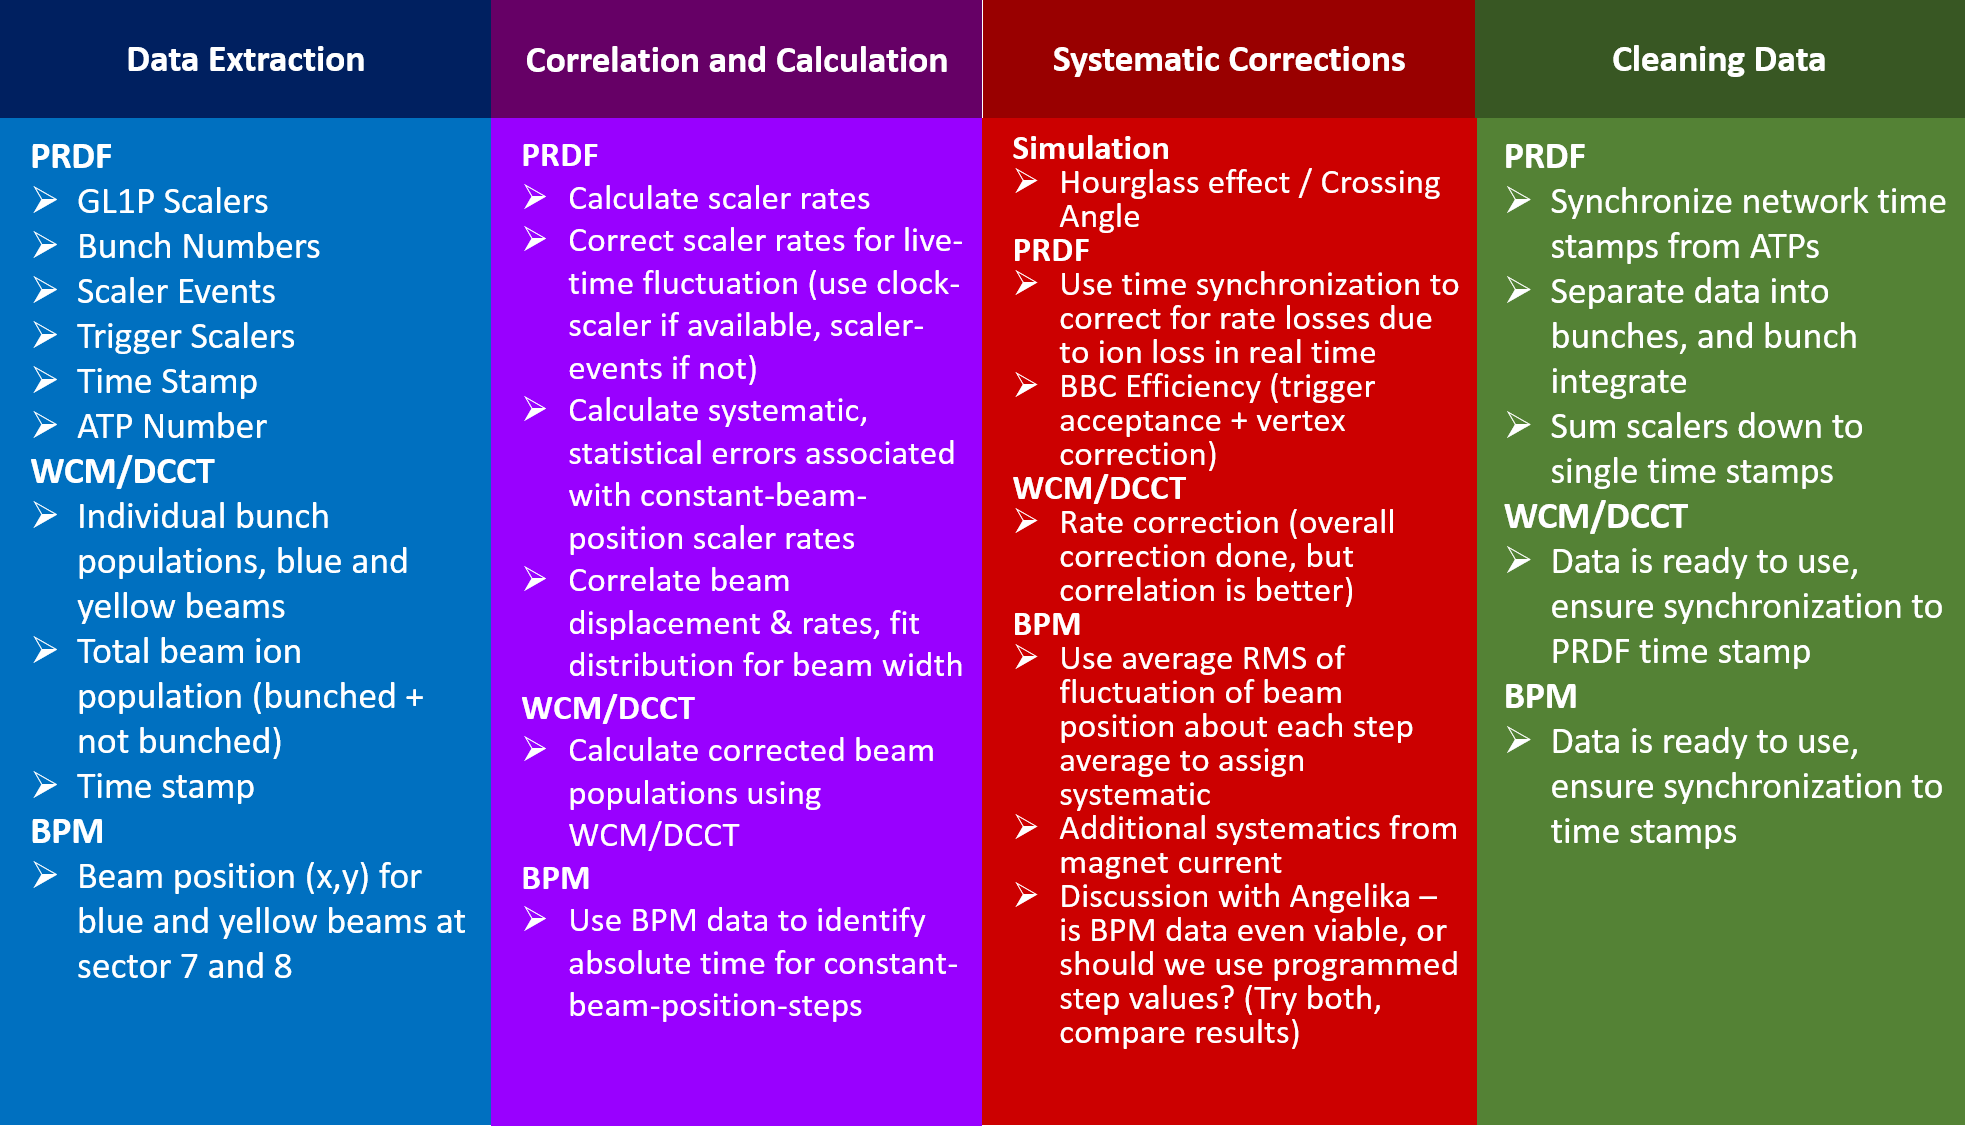 Data Extraction
PRDF
GL1P Scalers
Bunch Numbers
Scaler Events
Trigger Scalers
Time Stamp
ATP Number
WCM/DCCT
Individual bunch
populations, blue and
yellow beams
Total beam ion
population (bunched +
not bunched)
Time stamp
BPM
Beam position (x,y) for
blue and yellow beams at
sector 7 and 8
Correlation and Calculation
PRDF
Calculate scaler rates
Correct scaler rates for live-
time fluctuation (use clock-
scaler if available, scaler-
events if not)
Calculate systematic,
statistical errors associated
with constant-beam-
position scaler rates
Correlate beam
displacement & rates, fit
distribution for beam width
WCM/DCCT
Calculate corrected beam
populations using
WCM/DCCT
BPM
Use BPM data to identify
absolute time for constant-
beam-position-steps
Systematic Corrections
Simulation
Hourglass effect / Crossing
Angle
PRDF
Use time synchronization to
correct for rate losses due
to ion loss in real time
BBC Efficiency (trigger
acceptance + vertex
correction)
WCM/DCCT
Rate correction (overall
correction done, but
correlation is better)
BPM
Use average RMS of
fluctuation of beam
position about each step
average to assign
systematic
Additional systematics from
magnet current
Discussion with Angelika –
is BPM data even viable, or
should we use programmed
step values? (Try both,
compare results)
Cleaning Data
PRDF
Synchronize network time
stamps from ATPs
Separate data into
bunches, and bunch
integrate
Sum scalers down to
single time stamps
WCM/DCCT
Data is ready to use,
ensure synchronization to
PRDF time stamp
BPM
Data is ready to use,
ensure synchronization to
time stamps